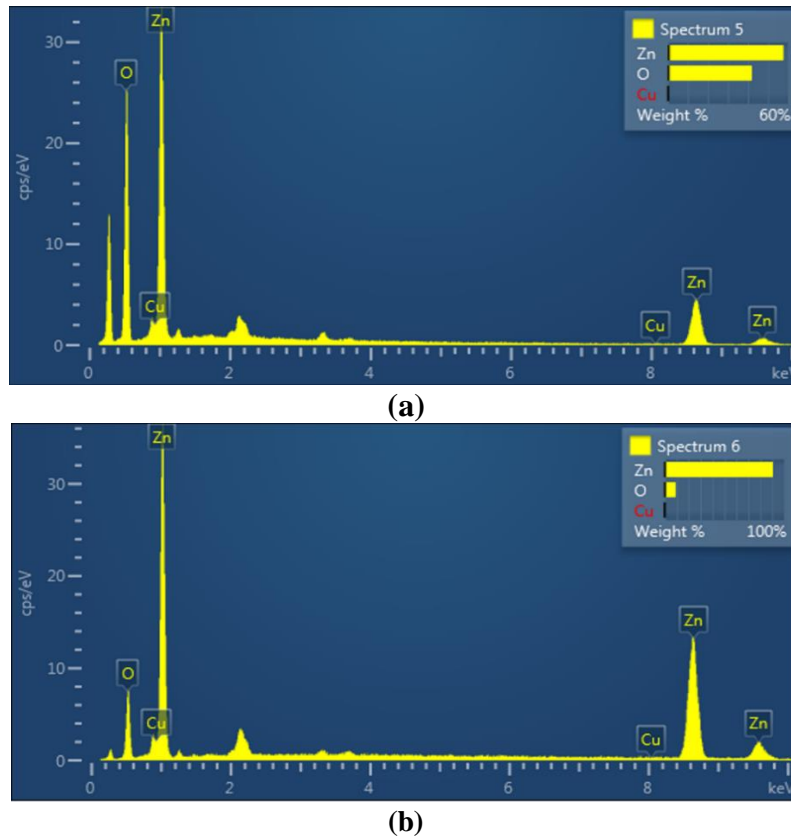 Zn
30
Spectrum 5
Zn
O
O
Cu
Weight % 60%
20
cps/eV
10
Zn
Cu
Cu
Zn
0
0 2 4 6 8 keV
(a)
Zn
Spectrum 6
Zn
30
O
Cu
Weight % 100%
cps/eV
20
Zn
10
O
Cu
Cu
Zn
0
0 2 4 6 8 keV
(b)